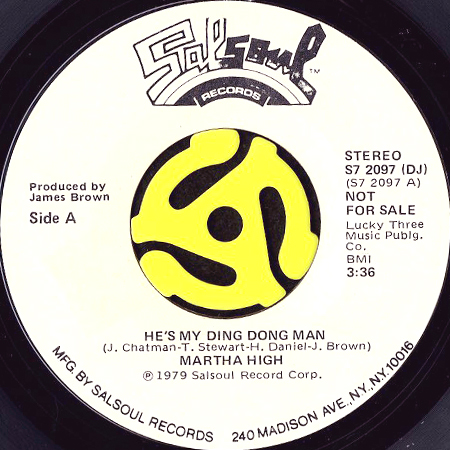 Salsoul TM
RECORDS
Produced by
James Brown
Side A
STEREO
S7 2097 (DJ)
(S7 2097 A)
NOT
FOR SALE
Lucky Three
Music Publg.
Co.
BMI
3:36
HE'S MY DING DONG MAN
(J. Chatman-T. Stewart-H. Daniel-J. Brown)
MARTHA HIGH
℗ 1979 Salsoul Record Corp.
MFG. BY SALSOUL RECORDS 240 MADISON AVE., NY., N.Y. 10016